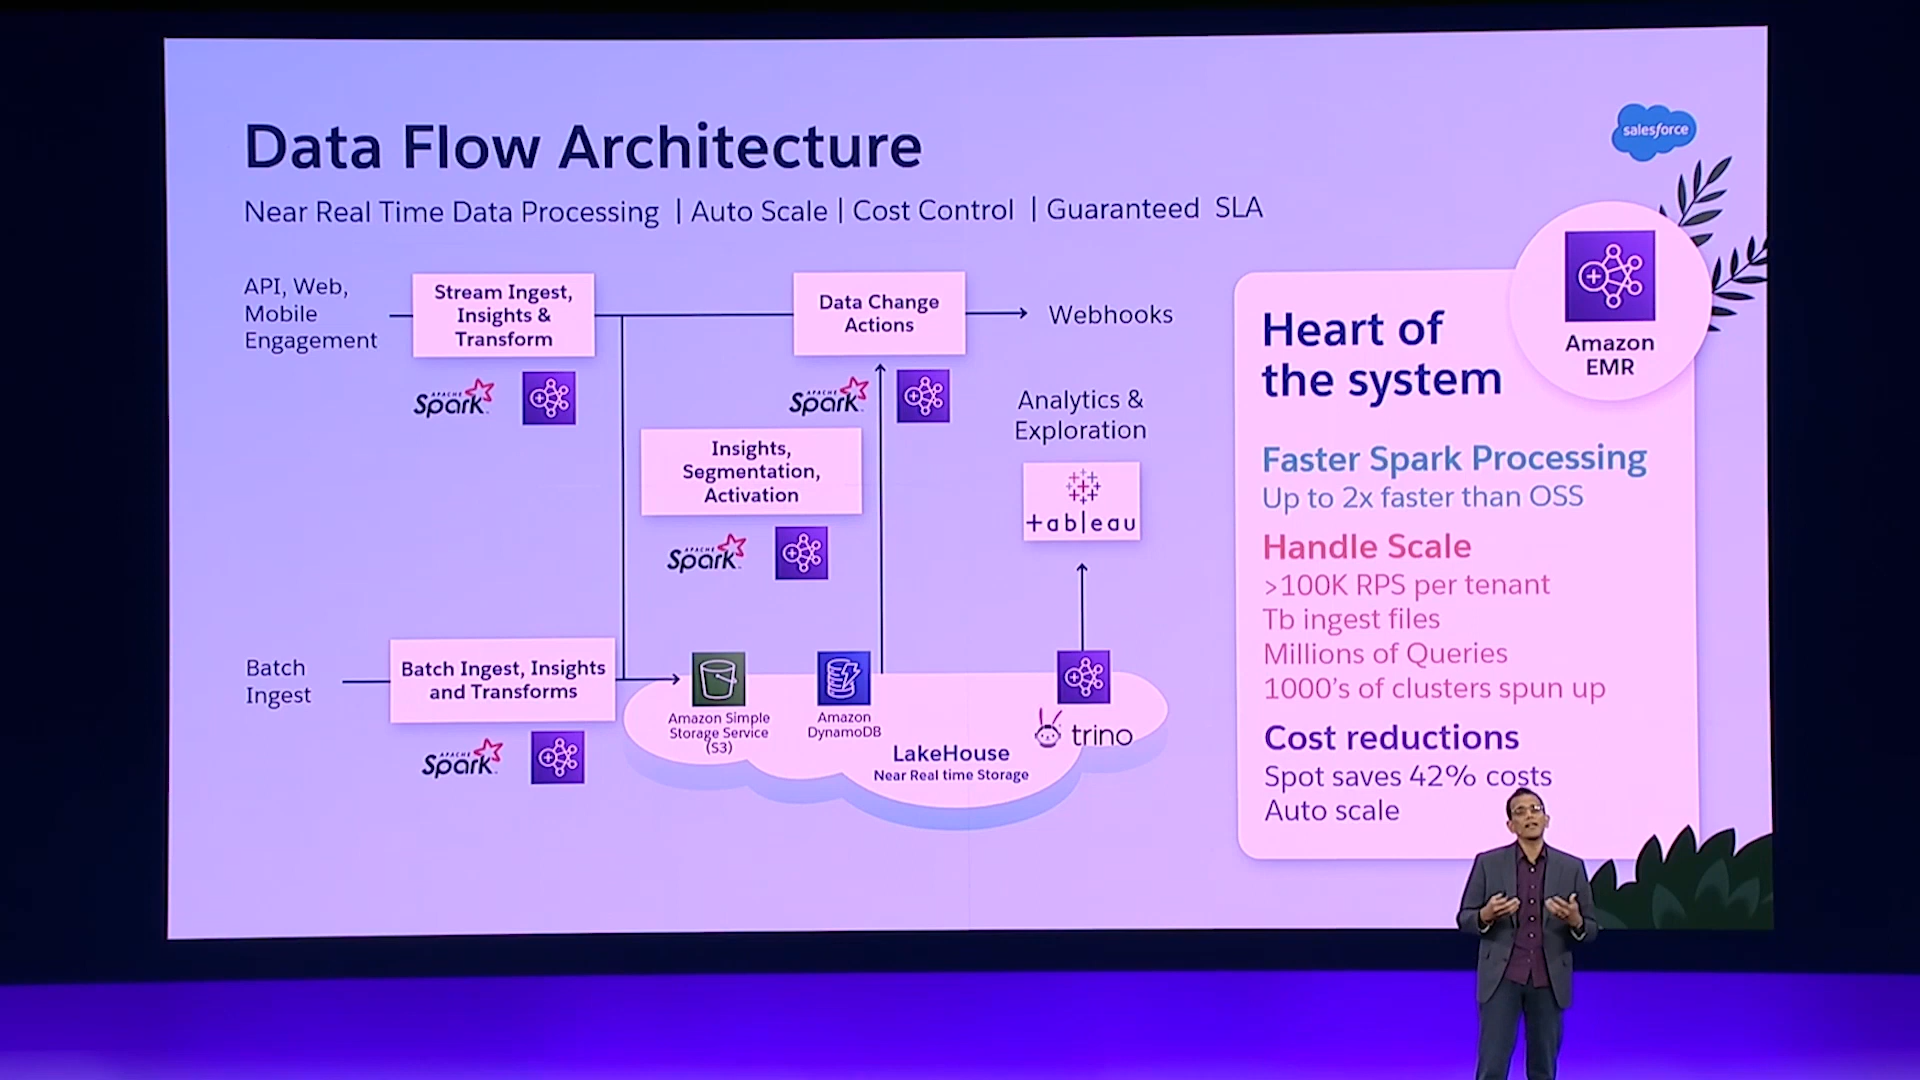 Data Flow Architecture
salesforce
Near Real Time Data Processing | Auto Scale | Cost Control | Guaranteed SLA
API, Web,
Mobile
Engagement
Stream Ingest,
Insights &
Transform
APACHE
Spark
Data Change
Actions
APACHE
Spark
Webhooks
Insights,
Segmentation,
Activation
APACHE
Spark
Analytics &
Exploration
+ableau
Batch
Ingest
Batch Ingest, Insights
and Transforms
APACHE
Spark
Amazon Simple
Storage Service
(S3)
Amazon
DynamoDB
LakeHouse
Near Real time Storage
trino
Amazon
EMR
Heart of
the system
Faster Spark Processing
Up to 2x faster than OSS
Handle Scale
>100K RPS per tenant
Tb ingest files
Millions of Queries
1000's of clusters spun up
Cost reductions
Spot saves 42% costs
Auto scale